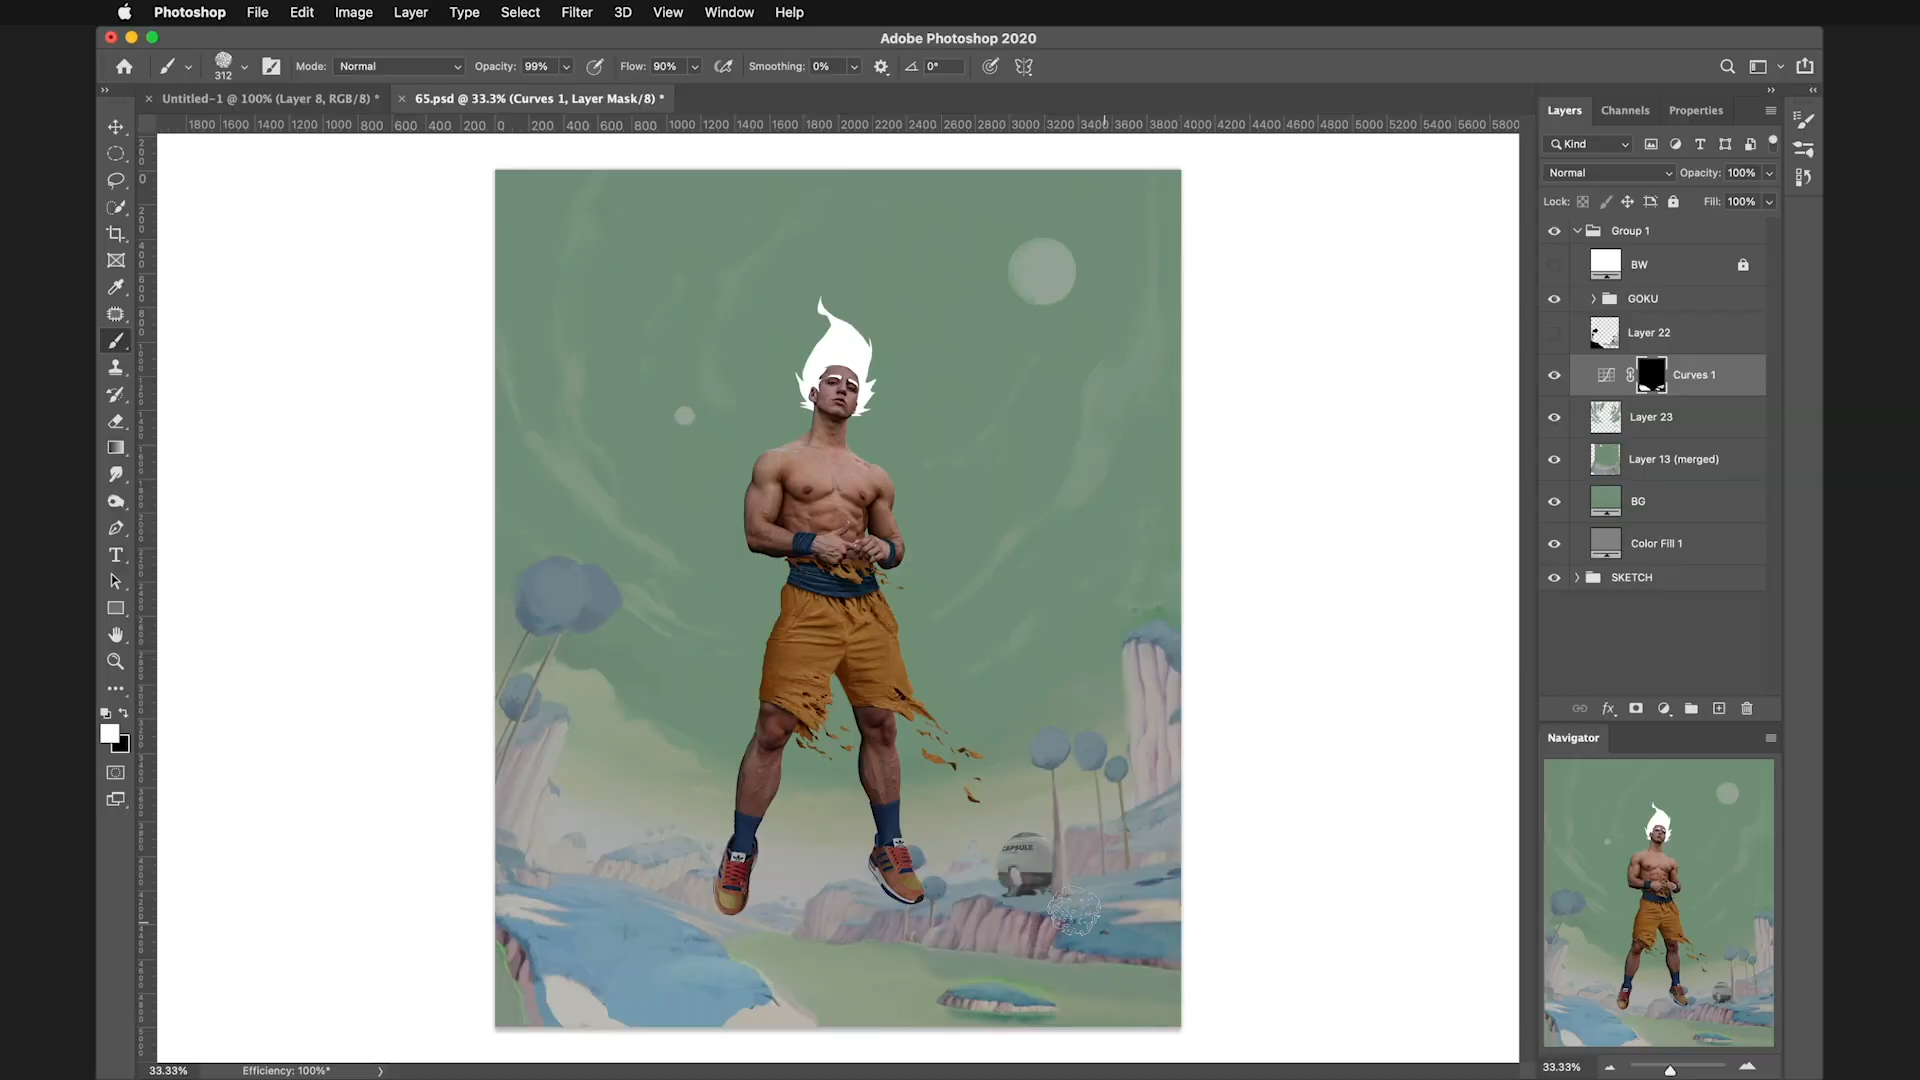 Photoshop File Edit Image Layer Type Select Filter 3D View Window Help
Adobe Photoshop 2020
312 Mode: Normal Opacity: 99% Flow: 90% Smoothing: 0% 0°
Untitled-1 @ 100% (Layer 8, RGB/8) * 65.psd @ 33.3% (Curves 1, Layer Mask/8) *
1800 1600 1400 1200 1000 800 600 400 200 0 200 400 600 800 1000 1200 1400 1600 1800 2000 2200 2400 2600 2800 3000 3200 3400 3600 3800 4000 4200 4400 4600 4800 5000 5200 5400 5600 5800
Layers Channels Properties
Kind
Normal Opacity: 100%
Lock: Fill: 100%
Group 1
BW
GOKU
Layer 22
Curves 1
Layer 23
Layer 13 (merged)
BG
Color Fill 1
SKETCH
Navigator
CAPSULE
33.33% Efficiency: 100%*
33.33%